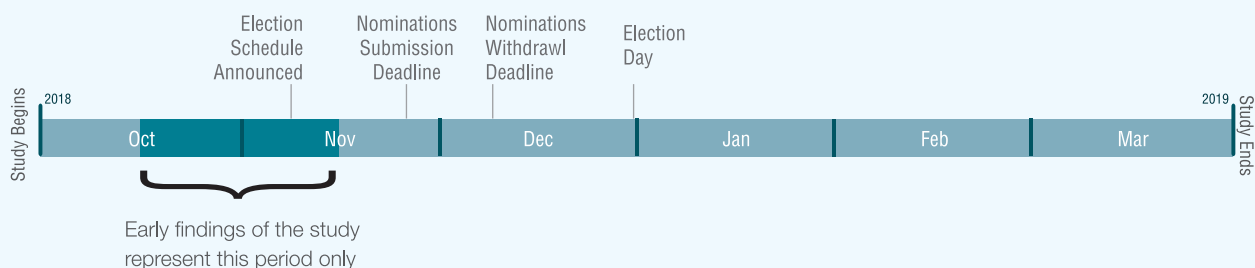 Election
Schedule
Announced
Nominations
Submission
Deadline
Nominations
Withdrawl
Deadline
Election
Day
Study Begins
2018
2019
Study Ends
Oct
Nov
Dec
Jan
Feb
Mar
Early findings of the study
represent this period only